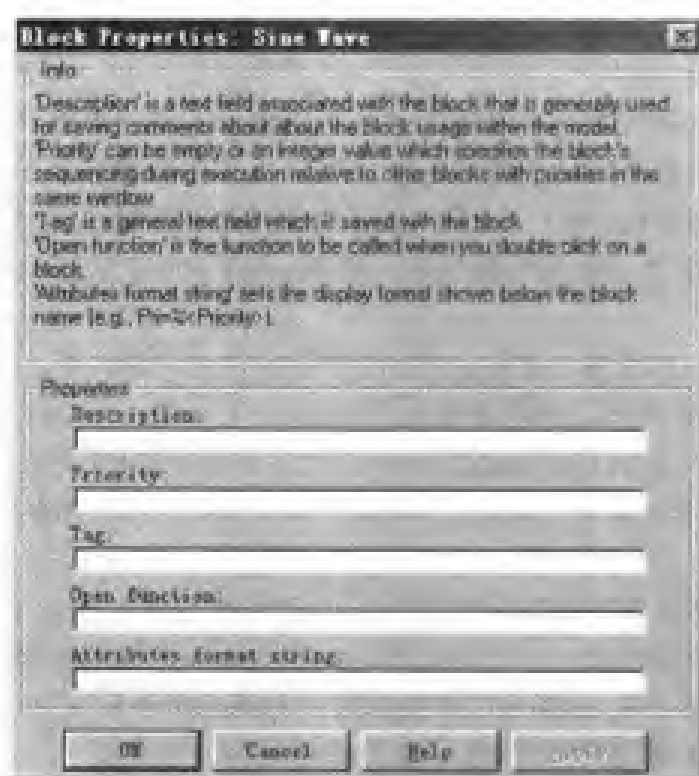 Block Properties: Sine Wave
Info
'Description' is a text field associated with the block that is generally used
for saving comments about about the block usage within the model.
'Priority' can be empty or an integer value which specifies the block's
sequencing during execution relative to other blocks with priorities in the
same window.
'Tag' is a general text field which is saved with the block.
'Open function' is the function to be called when you double click on a
block.
'Attributes format string' sets the display format shown below the block
name (e.g., 'Pri=%<Priority>').
Properties
Description:
Priority:
Tag:
Open function:
Attributes format string:
OK
Cancel
Help
Apply